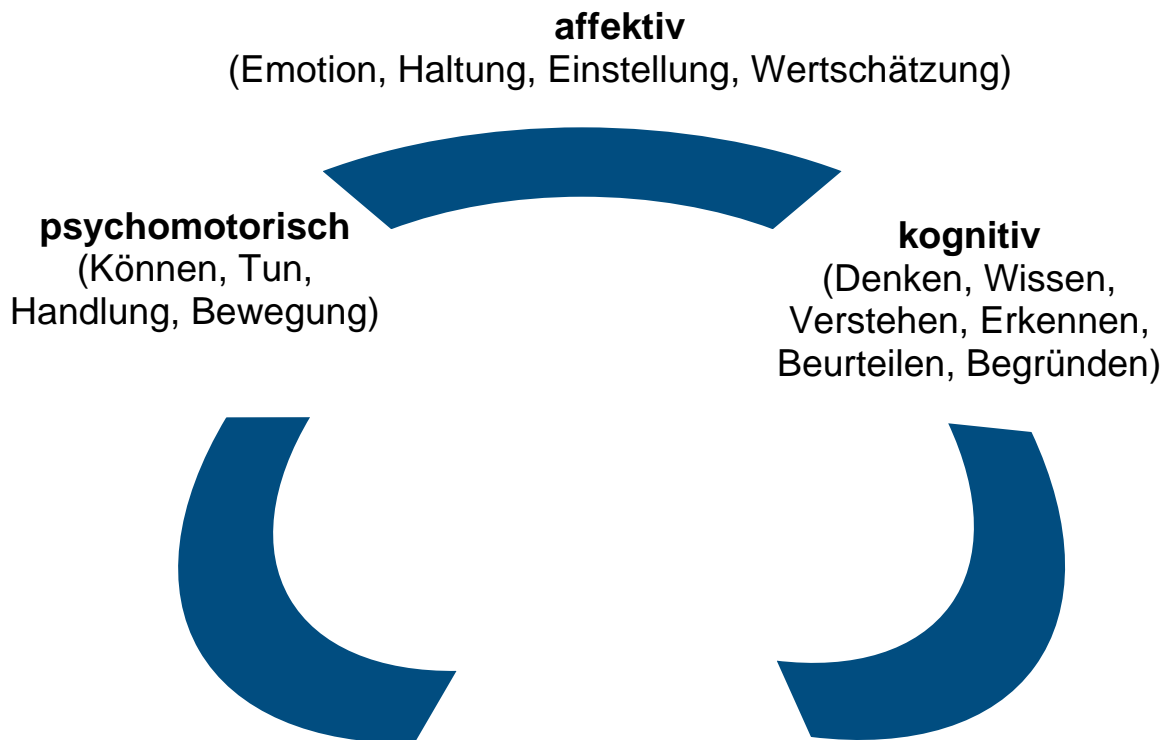 affektiv
(Emotion, Haltung, Einstellung, Wertschätzung)
psychomotorisch
(Können, Tun,
Handlung, Bewegung)
kognitiv
(Denken, Wissen,
Verstehen, Erkennen,
Beurteilen, Begründen)